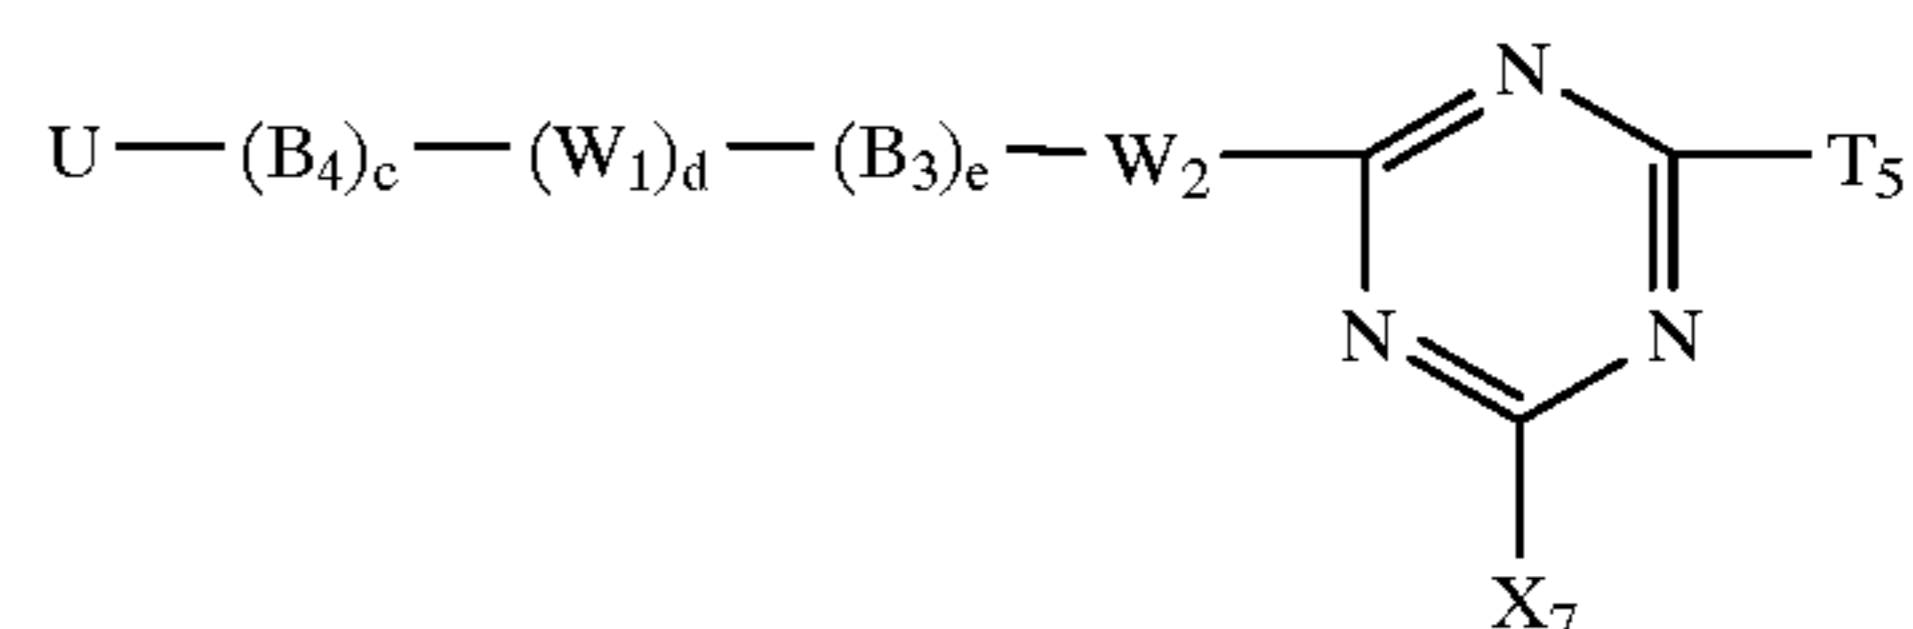 N
U—(B₄)c—(W₁)d—(B₃)e—W₂ T₅
N N
X₇